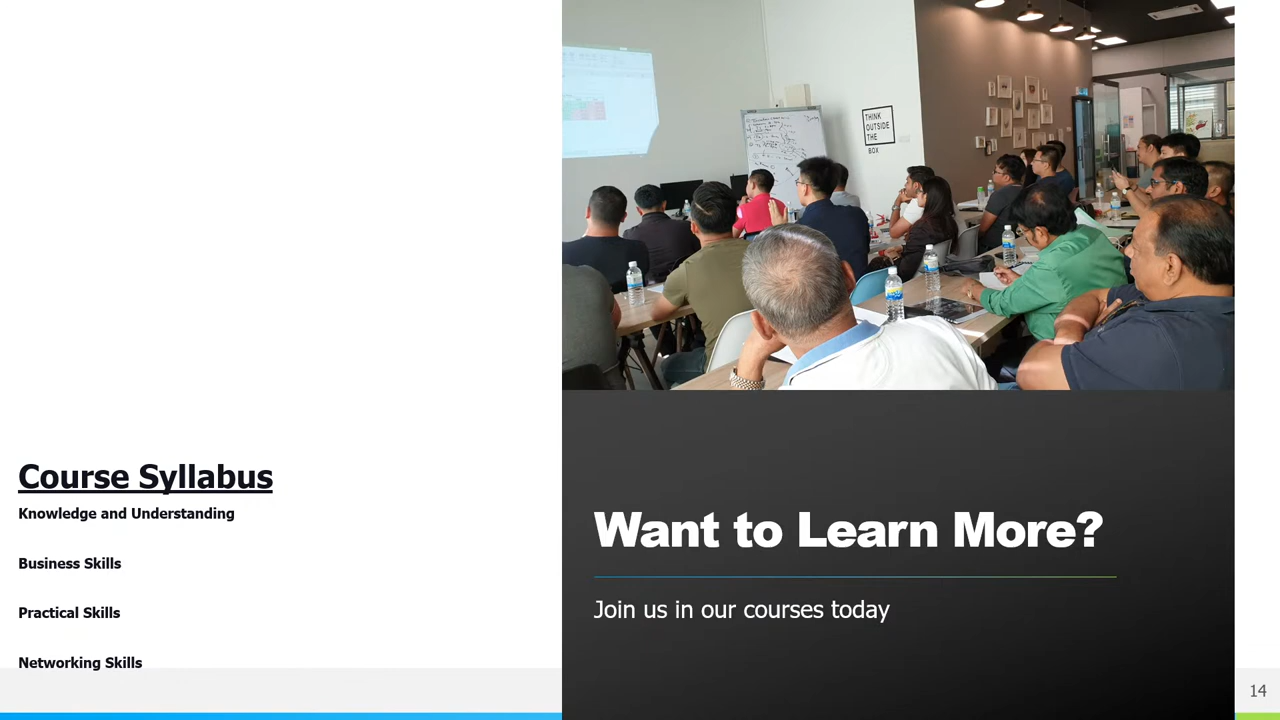 THINK
OUTSIDE
THE
BOX
Course Syllabus
Knowledge and Understanding
Business Skills
Practical Skills
Networking Skills
Want to Learn More?
Join us in our courses today
14